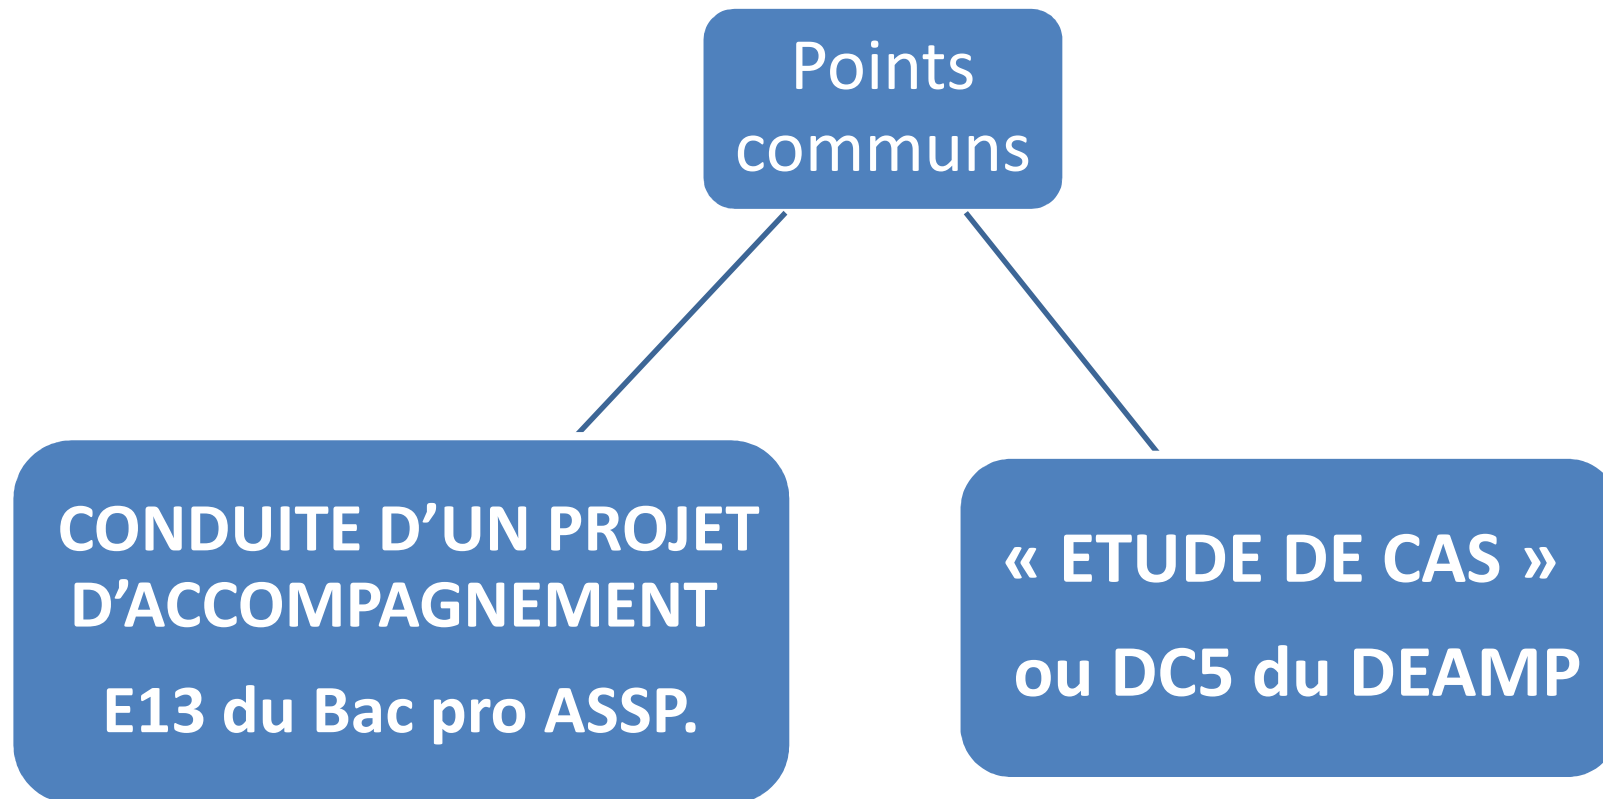 Points
communs
CONDUITE D’UN PROJET
D’ACCOMPAGNEMENT
E13 du Bac pro ASSP.
« ETUDE DE CAS »
ou DC5 du DEAMP